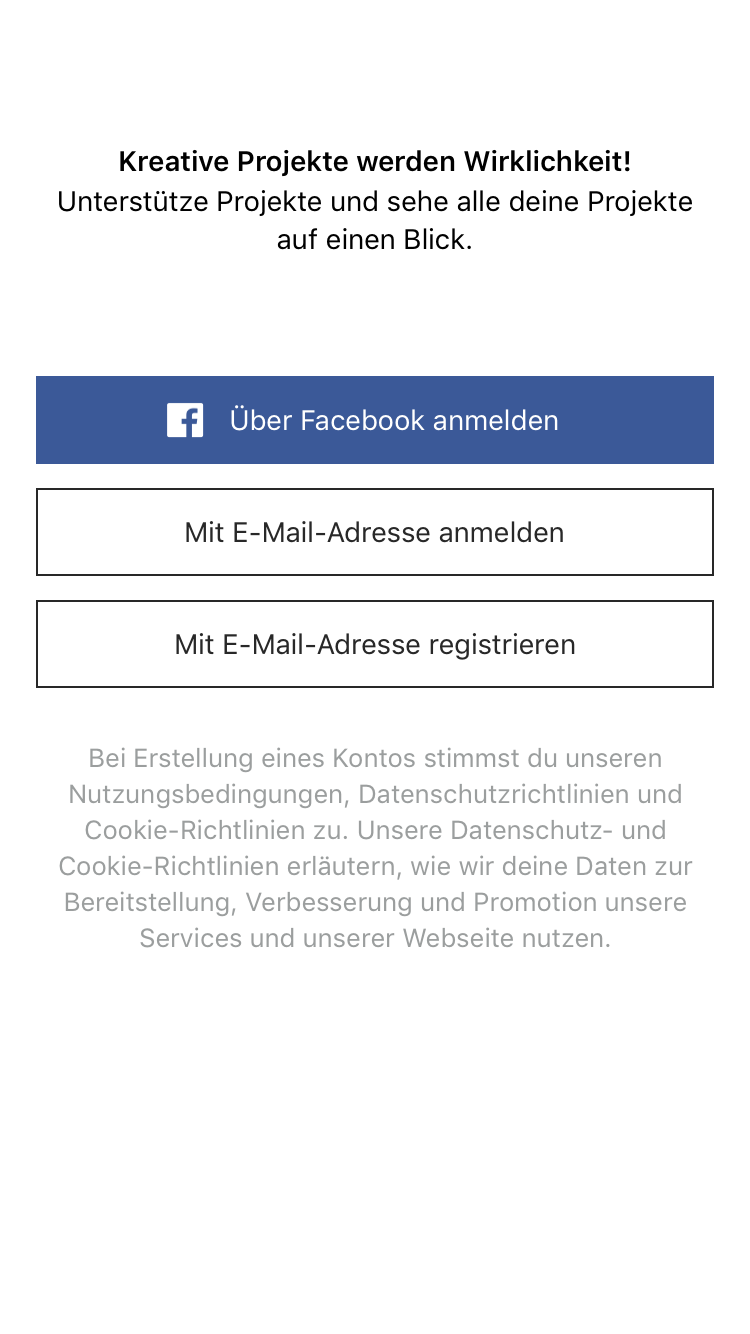 Kreative Projekte werden Wirklichkeit!
Unterstütze Projekte und sehe alle deine Projekte
auf einen Blick.
Über Facebook anmelden
Mit E-Mail-Adresse anmelden
Mit E-Mail-Adresse registrieren
Bei Erstellung eines Kontos stimmst du unseren
Nutzungsbedingungen, Datenschutzrichtlinien und
Cookie-Richtlinien zu. Unsere Datenschutz- und
Cookie-Richtlinien erläutern, wie wir deine Daten zur
Bereitstellung, Verbesserung und Promotion unsere
Services und unserer Webseite nutzen.